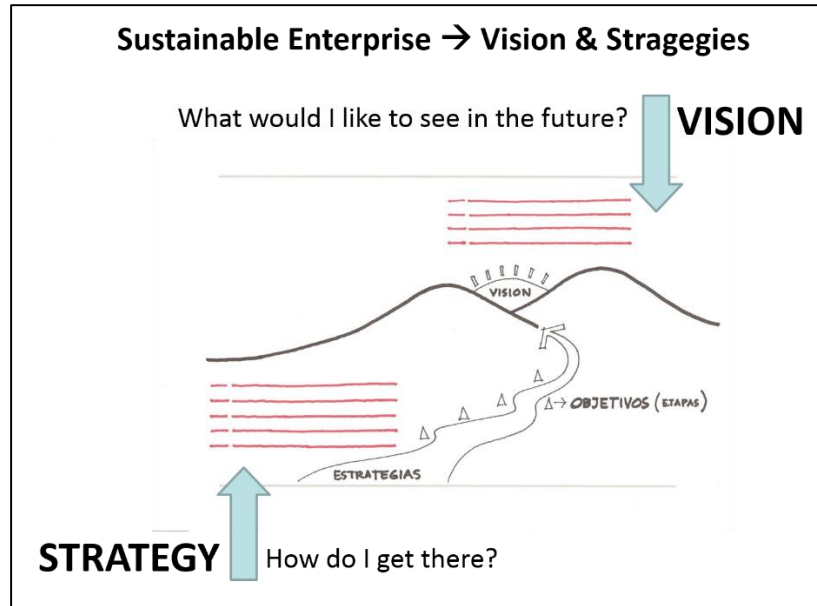 Sustainable Enterprise → Vision & Stragegies
What would I like to see in the future?
VISION
VISION
Δ→ OBJETIVOS (ETAPAS)
ESTRATEGIAS
STRATEGY
How do I get there?